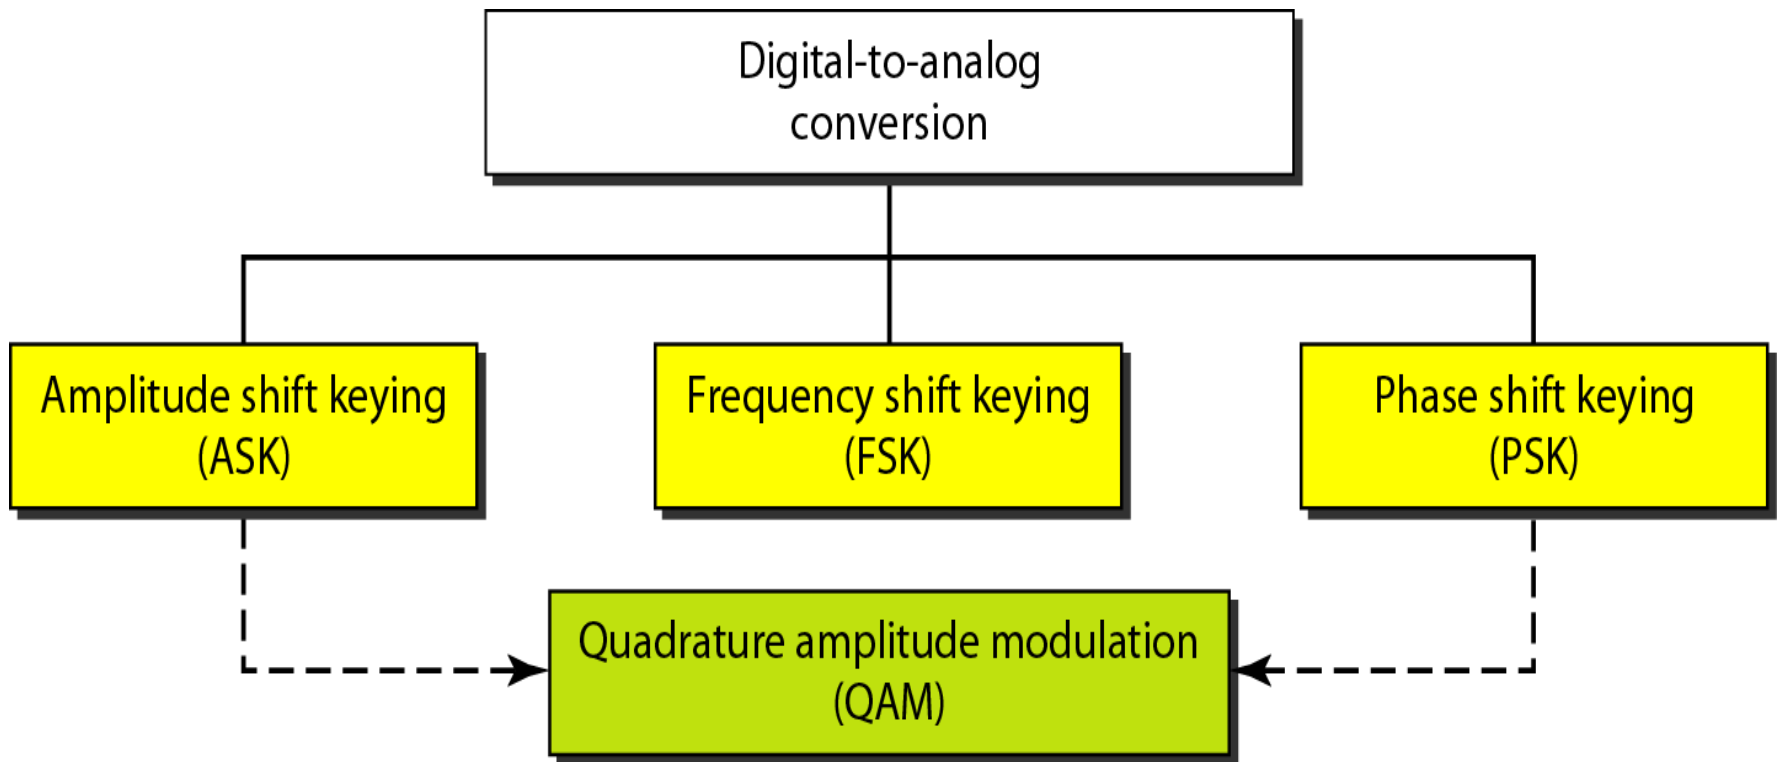 Digital-to-analog
conversion
Amplitude shift keying
(ASK)
Frequency shift keying
(FSK)
Phase shift keying
(PSK)
Quadrature amplitude modulation
(QAM)